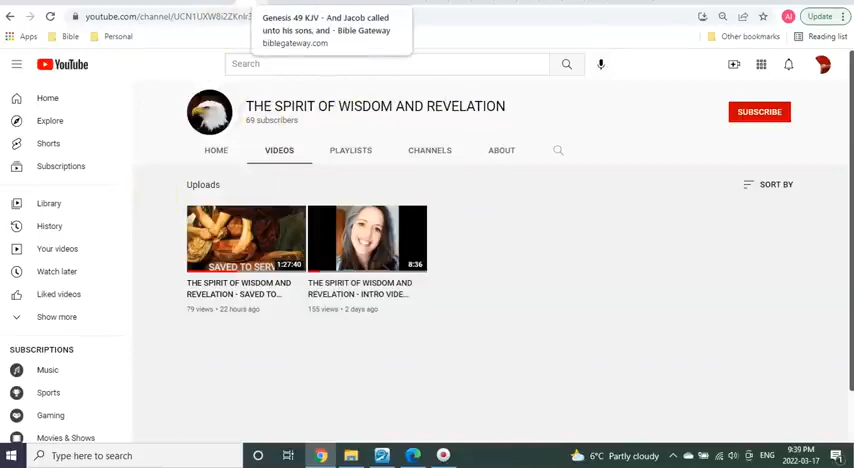 youtube.com/channel/UCN1UXW8i2ZKnlr3
Genesis 49 KJV - And Jacob called
unto his sons, and - Bible Gateway
biblegateway.com
AI
Update
Apps
Bible
Personal
Other bookmarks
Reading list
YouTube
Search
THE SPIRIT OF WISDOM AND REVELATION
69 subscribers
SUBSCRIBE
HOME
VIDEOS
PLAYLISTS
CHANNELS
ABOUT
Home
Explore
Shorts
Subscriptions
Library
History
Your videos
Watch later
Liked videos
Show more
SUBSCRIPTIONS
Music
Sports
Gaming
Movies & Shows
Uploads
SORT BY
SAVED TO SERV
1:27:40
8:36
THE SPIRIT OF WISDOM AND
REVELATION - SAVED TO...
79 views • 22 hours ago
THE SPIRIT OF WISDOM AND
REVELATION - INTRO VIDE...
155 views • 2 days ago
Type here to search
6°C Partly cloudy
ENG
9:39 PM
2022-03-17